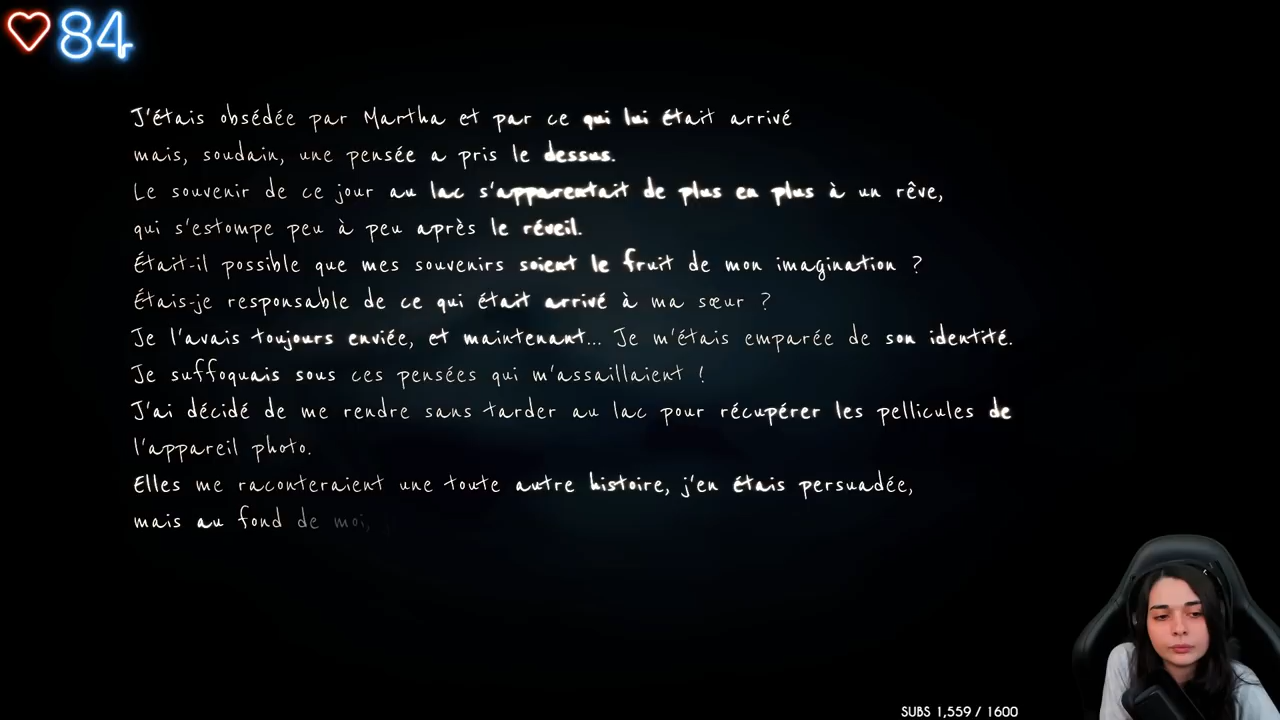 84
J'étais obsédée par Martha et par ce qui lui était arrivé
mais, soudain, une pensée a pris le dessus.
Le souvenir de ce jour au lac s'apparentait de plus en plus à un rêve,
qui s'estompe peu à peu après le réveil.
Était-il possible que mes souvenirs soient le fruit de mon imagination ?
Étais-je responsable de ce qui était arrivé à ma sœur ?
Je l'avais toujours enviée, et maintenant... Je m'étais emparée de son identité.
Je suffoquais sous ces pensées qui m'assaillaient !
J'ai décidé de me rendre sans tarder au lac pour récupérer les pellicules de
l'appareil photo.
Elles me raconteraient une toute autre histoire, j'en étais persuadée,
mais au fond de moi,
SUBS 1,559 / 1600